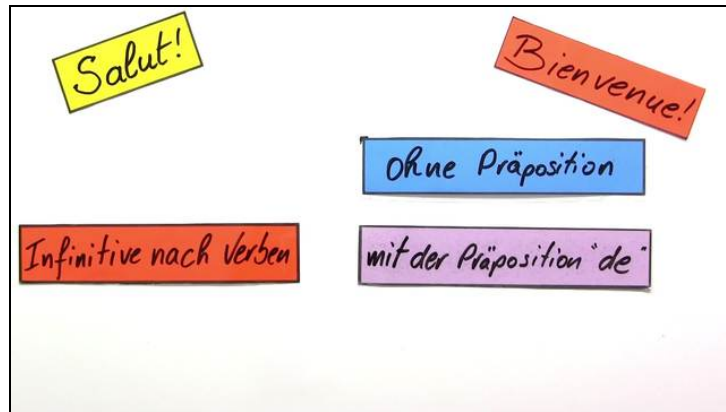 Salut!
Bienvenue!
Ohne Präposition
Infinitive nach Verben
mit der Präposition "de"